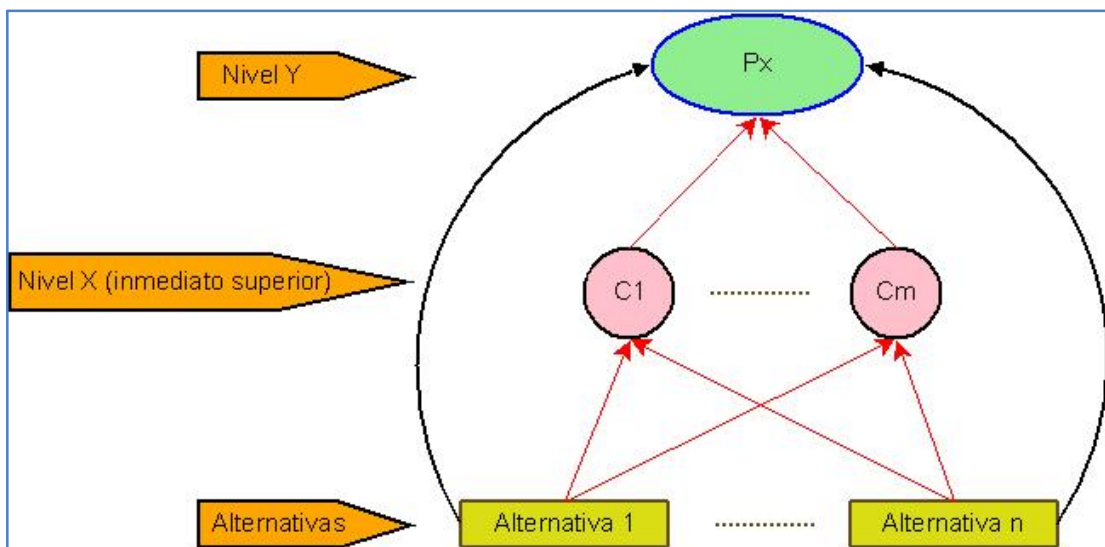 Nivel Y
Px
Nivel X (inmediato superior)
C1
Cm
Alternativas
Alternativa 1
Alternativa n